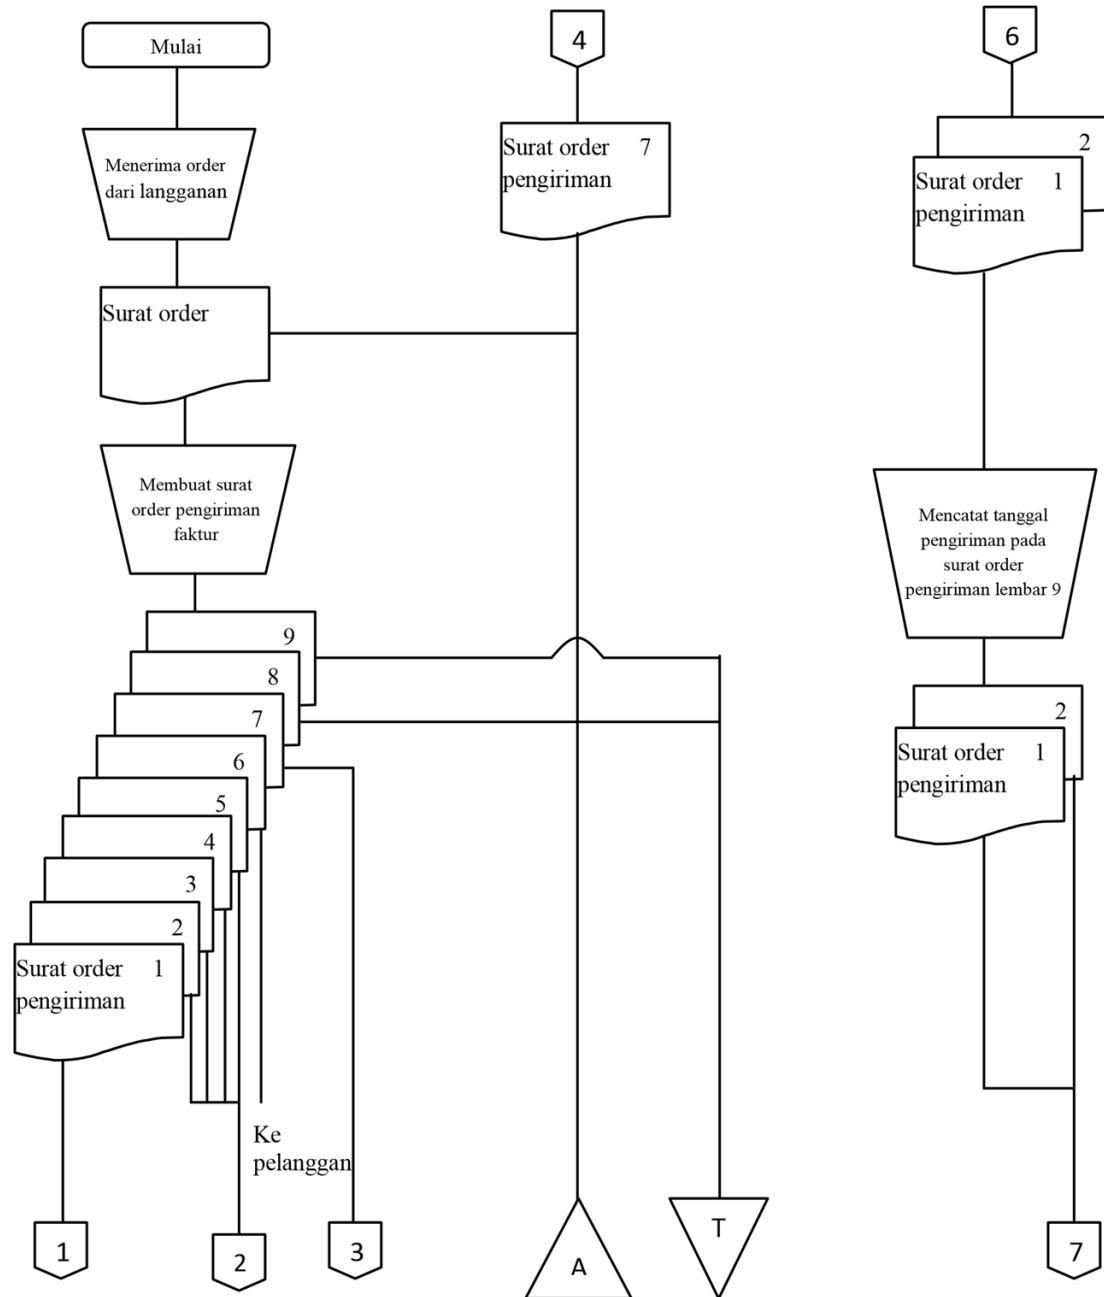 Mulai
Menerima order
dari langganan
Surat order
Membuat surat
order pengiriman
faktur
9
8
7
6
5
4
3
2
Surat order 1
pengiriman
Ke
pelanggan
1
2
3
4
Surat order 7
pengiriman
A
T
6
2
Surat order 1
pengiriman
Mencatat tanggal
pengiriman pada
surat order
pengiriman lembar 9
2
Surat order 1
pengiriman
7